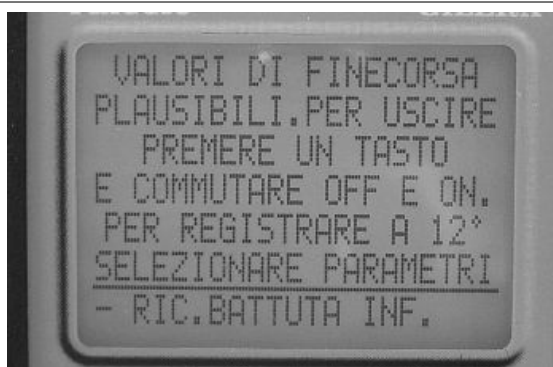 VALORI DI FINECORSA
PLAUSIBILI.PER USCIRE
PREMERE UN TASTO
E COMMUTARE OFF E ON.
PER REGISTRARE A 12°
SELEZIONARE PARAMETRI
- RIC.BATTUTA INF.